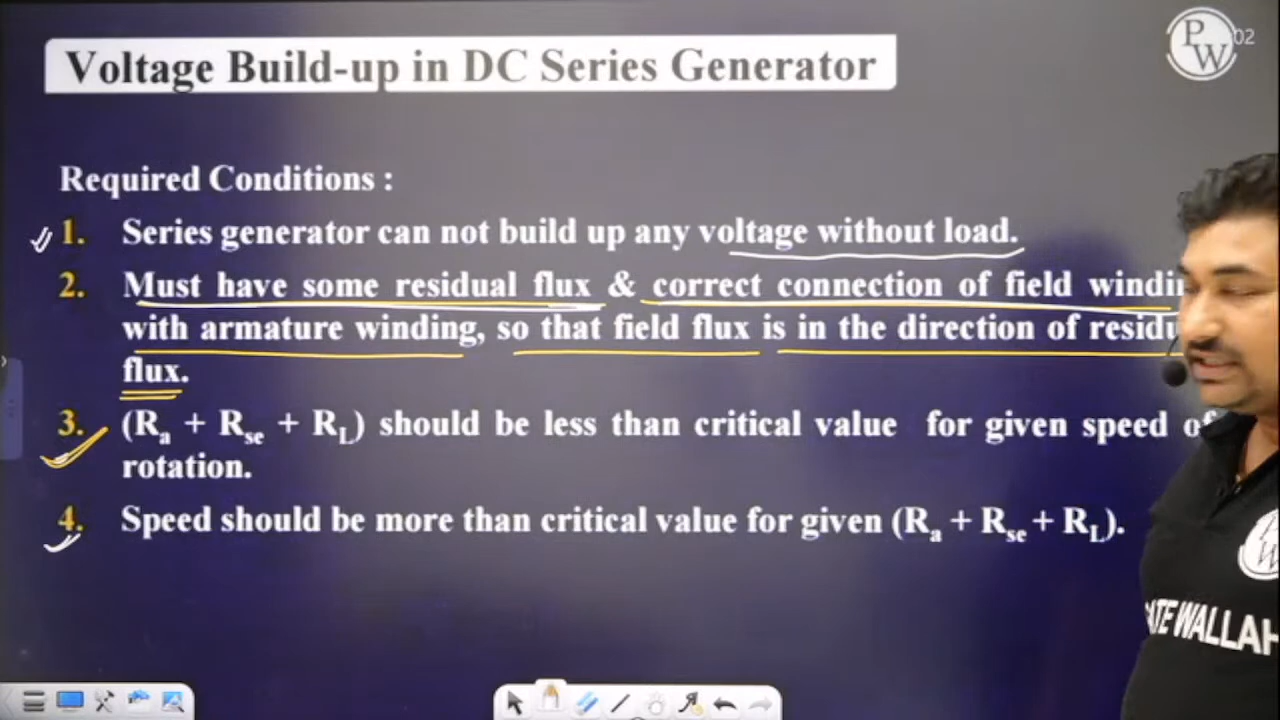 Voltage Build-up in DC Series Generator
PW
02
Required Conditions :
1. Series generator can not build up any voltage without load.
2. Must have some residual flux & correct connection of field
with armature winding, so that field flux is in the direction of
flux.
3. (Ra + Rse + RL) should be less than critical value for given speed of
rotation.
4. Speed should be more than critical value for given (Ra + Rse + RL).
WALLAH